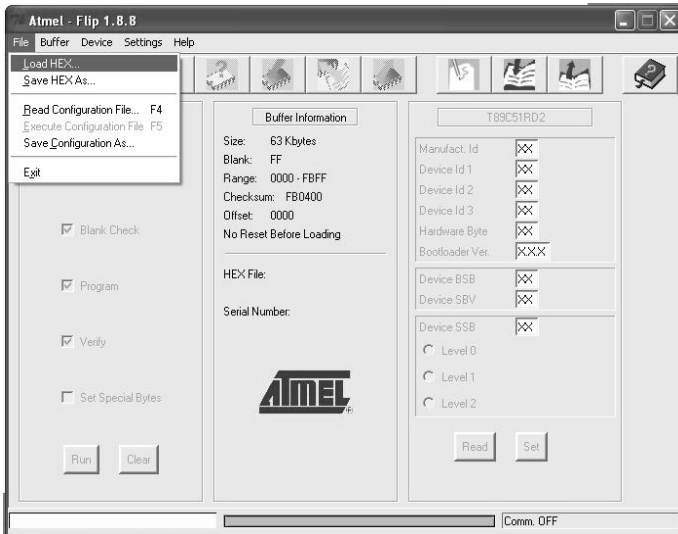 Atmel - Flip 1.8.8
File Buffer Device Settings Help
Load HEX...
Save HEX As...
Read Configuration File... F4
Execute Configuration File F5
Save Configuration As...
Exit
Blank Check
Program
Verify
Set Special Bytes
Run Clear
Buffer Information
Size: 63 Kbytes
Blank: FF
Range: 0000 - FBFF
Checksum: FB0400
Offset: 0000
No Reset Before Loading
HEX File:
Serial Number:
ATMEL
T89C51RD2
Manufact. Id XX
Device Id 1 XX
Device Id 2 XX
Device Id 3 XX
Hardware Byte XX
Bootloader Ver. XXX
Device BSB XX
Device SBV XX
Device SSB XX
Level 0
Level 1
Level 2
Read Set
Comm. OFF